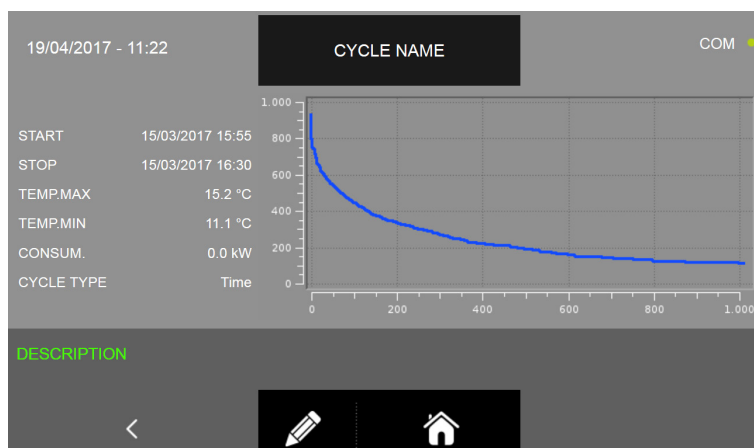 19/04/2017 - 11:22
CYCLE NAME
COM
START 15/03/2017 15:55
STOP 15/03/2017 16:30
TEMP.MAX 15.2 °C
TEMP.MIN 11.1 °C
CONSUM. 0.0 kW
CYCLE TYPE Time
1.000
800
600
400
200
0
0 200 400 600 800 1.000
DESCRIPTION